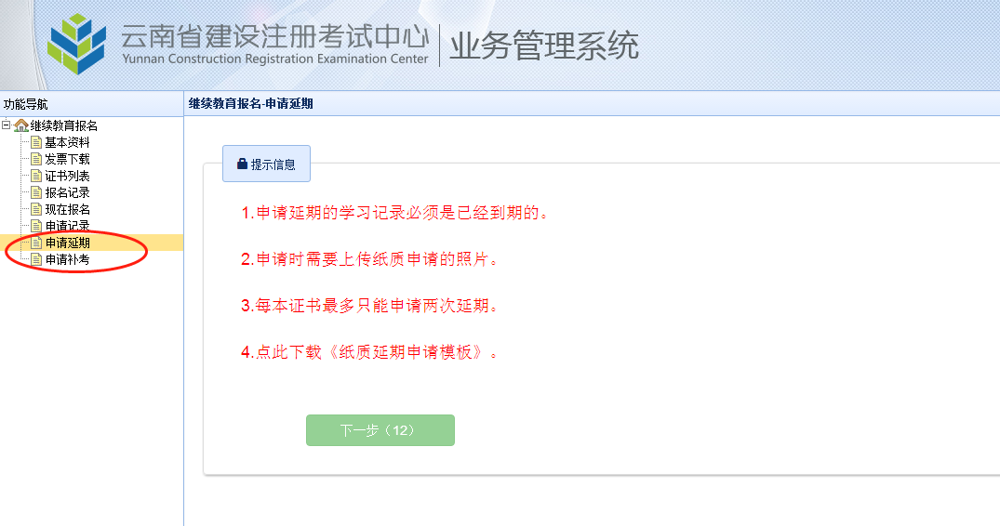 云南省建设注册考试中心
Yunnan Construction Registration Examination Center
业务管理系统
功能导航
继续教育报名-申请延期
继续教育报名
基本资料
发票下载
证书列表
报名记录
现在报名
申请记录
申请延期
申请补考
提示信息
1.申请延期的学习记录必须是已经到期的。
2.申请时需要上传纸质申请的照片。
3.每本证书最多只能申请两次延期。
4.点此下载《纸质延期申请模板》。
下一步（12）